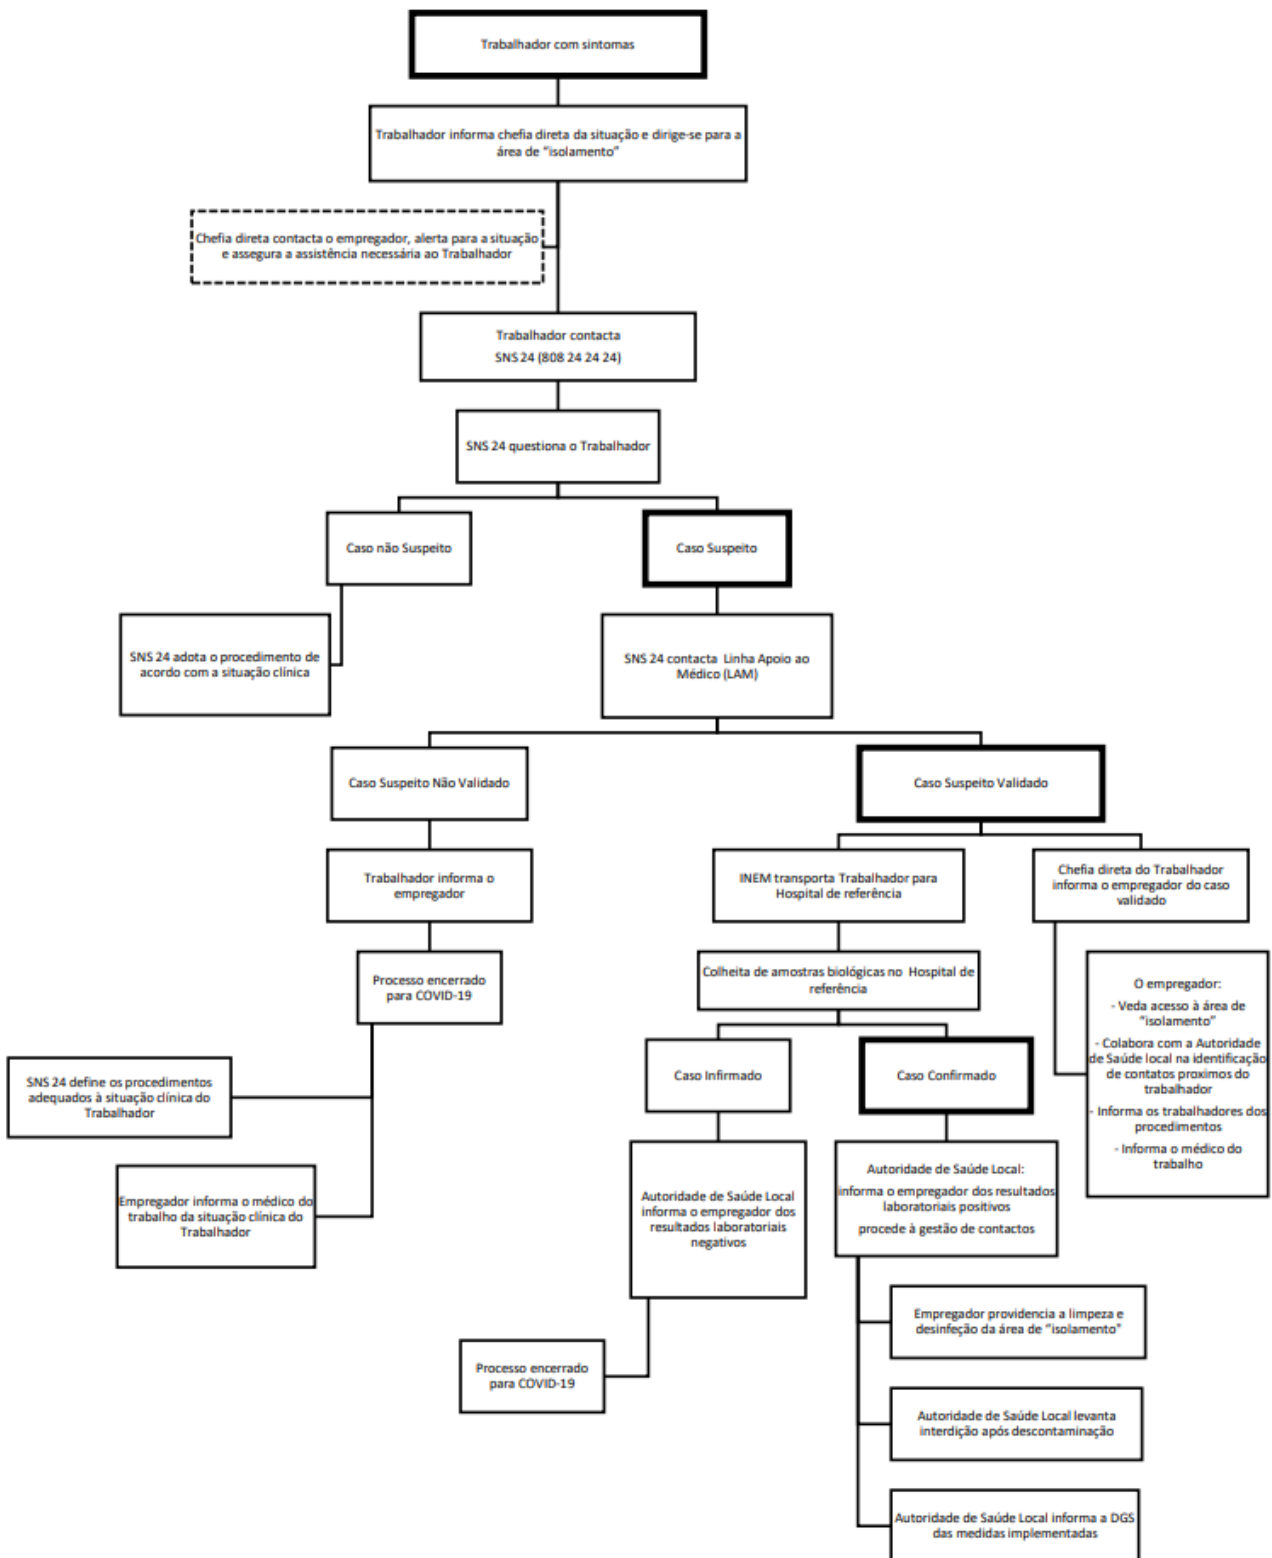 Trabalhador com sintomas
Trabalhador informa chefia direta da situação e dirige-se para a
área de “isolamento”
Chefia direta contacta o empregador, alerta para a situação
e assegura a assistência necessária ao Trabalhador
Trabalhador contacta
SNS 24 (808 24 24 24)
SNS 24 questiona o Trabalhador
Caso não Suspeito
Caso Suspeito
SNS 24 adota o procedimento de
acordo com a situação clínica
SNS 24 contacta Linha Apoio ao
Médico (LAM)
Caso Suspeito Não Validado
Caso Suspeito Validado
Trabalhador informa o
empregador
INEM transporta Trabalhador para
Hospital de referência
Chefia direta do Trabalhador
informa o empregador do caso
validado
Processo encerrado
para COVID-19
Colheita de amostras biológicas no Hospital de
referência
O empregador:
- Veda acesso à área de
“isolamento”
- Colabora com a Autoridade
de Saúde local na identificação
de contatos proximos do
trabalhador
- Informa os trabalhadores dos
procedimentos
- Informa o médico do
trabalho
SNS 24 define os procedimentos
adequados à situação clínica do
Trabalhador
Caso Infirmado
Caso Confirmado
Empregador informa o médico do
trabalho da situação clínica do
Trabalhador
Autoridade de Saúde Local
informa o empregador dos
resultados laboratoriais
negativos
Autoridade de Saúde Local:
informa o empregador dos resultados
laboratoriais positivos
procede à gestão de contactos
Processo encerrado
para COVID-19
Empregador providencia a limpeza e
desinfeção da área de “isolamento”
Autoridade de Saúde Local levanta
interdição após descontaminação
Autoridade de Saúde Local informa a DGS
das medidas implementadas